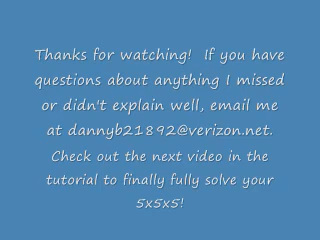 Thanks for watching!  If you have
questions about anything I missed
or didn't explain well, email me
at dannyb21892@verizon.net.
Check out the next video in the
tutorial to finally fully solve your
5x5x5!